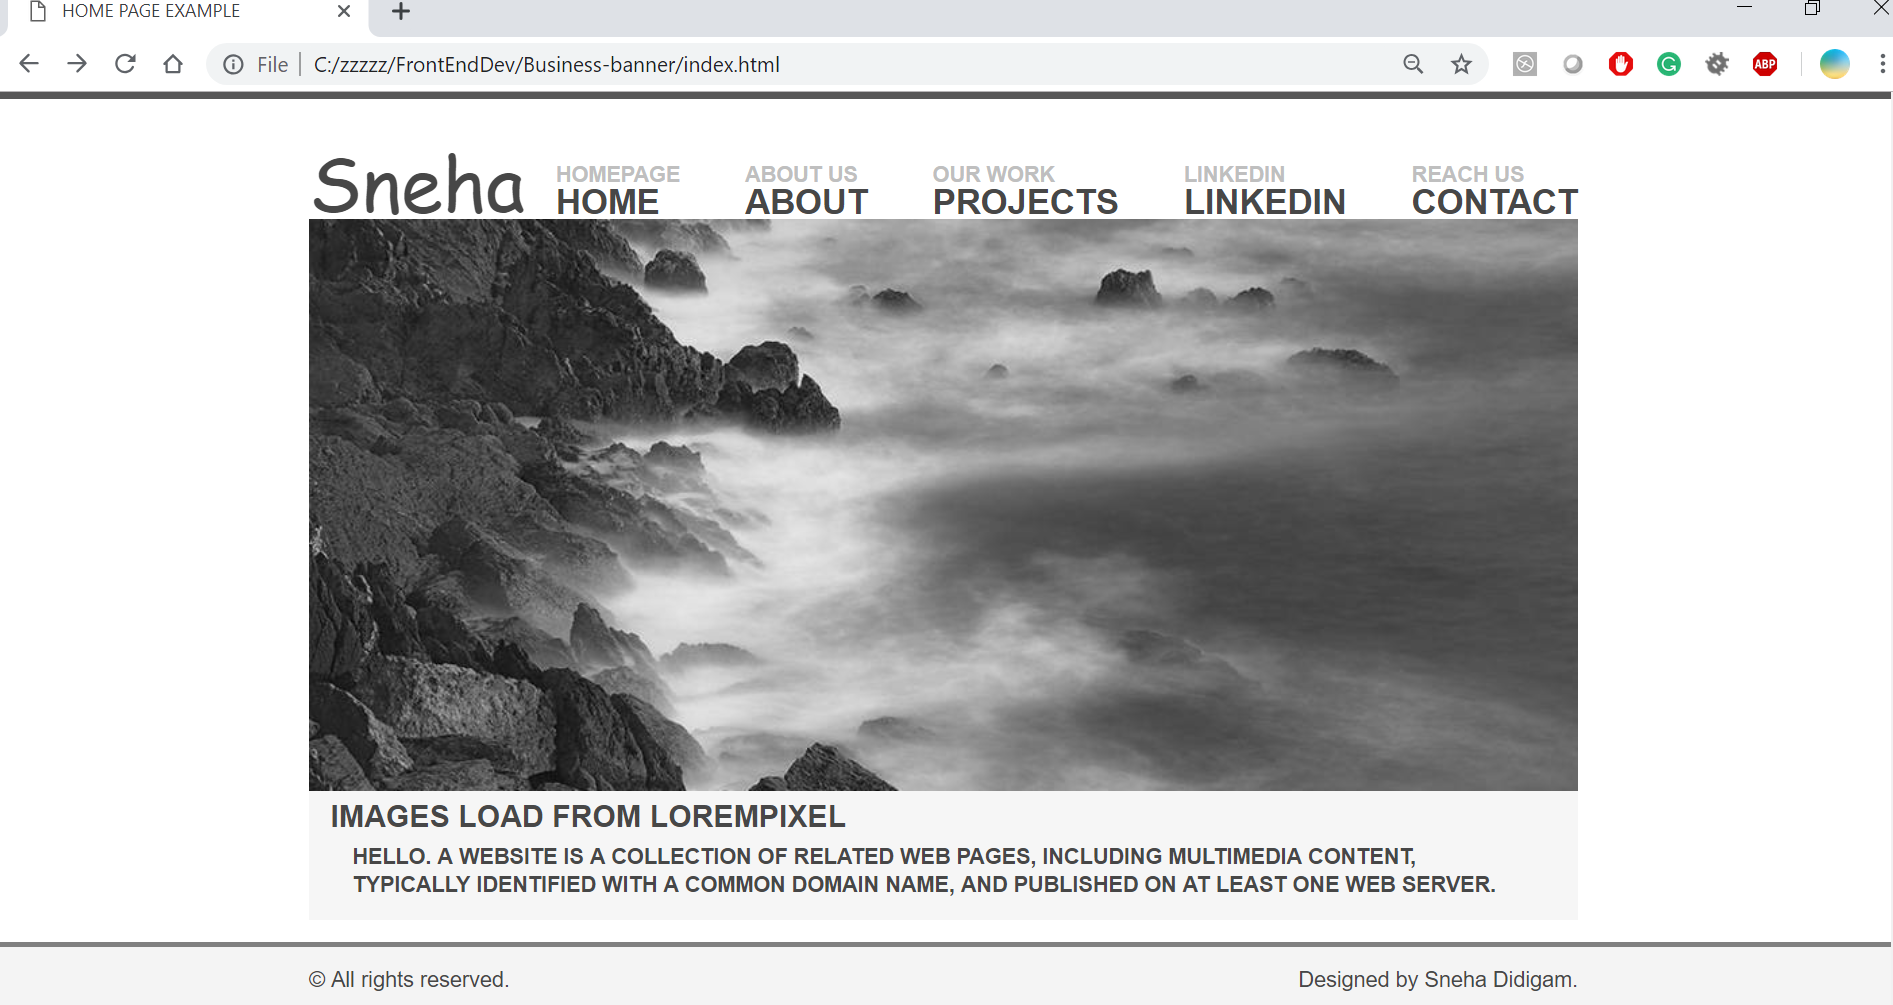 HOME PAGE EXAMPLE
File C:/zzzzz/FrontEndDev/Business-banner/index.html
ABP
Sneha
HOMEPAGE ABOUT US OUR WORK LINKEDIN REACH US
HOME ABOUT PROJECTS LINKEDIN CONTACT
IMAGES LOAD FROM LOREMPIXEL
HELLO. A WEBSITE IS A COLLECTION OF RELATED WEB PAGES, INCLUDING MULTIMEDIA CONTENT,
TYPICALLY IDENTIFIED WITH A COMMON DOMAIN NAME, AND PUBLISHED ON AT LEAST ONE WEB SERVER.
© All rights reserved. Designed by Sneha Didigam.